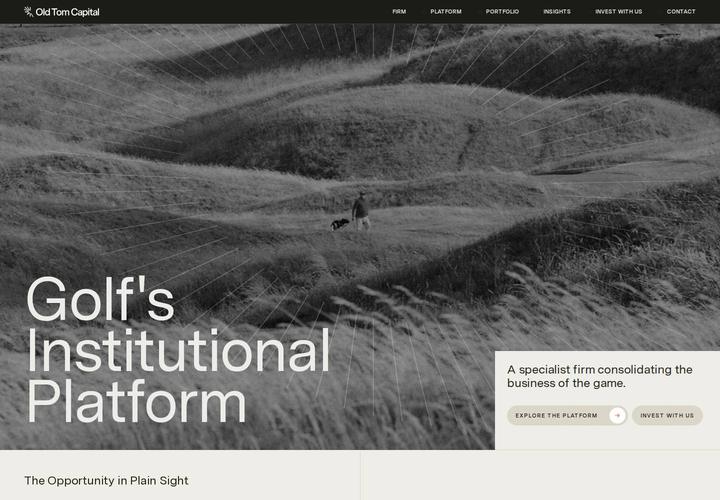 Old Tom Capital
FIRM PLATFORM PORTFOLIO INSIGHTS INVEST WITH US CONTACT
Golf's
Institutional
Platform
A specialist firm consolidating the
business of the game.
EXPLORE THE PLATFORM
INVEST WITH US
The Opportunity in Plain Sight